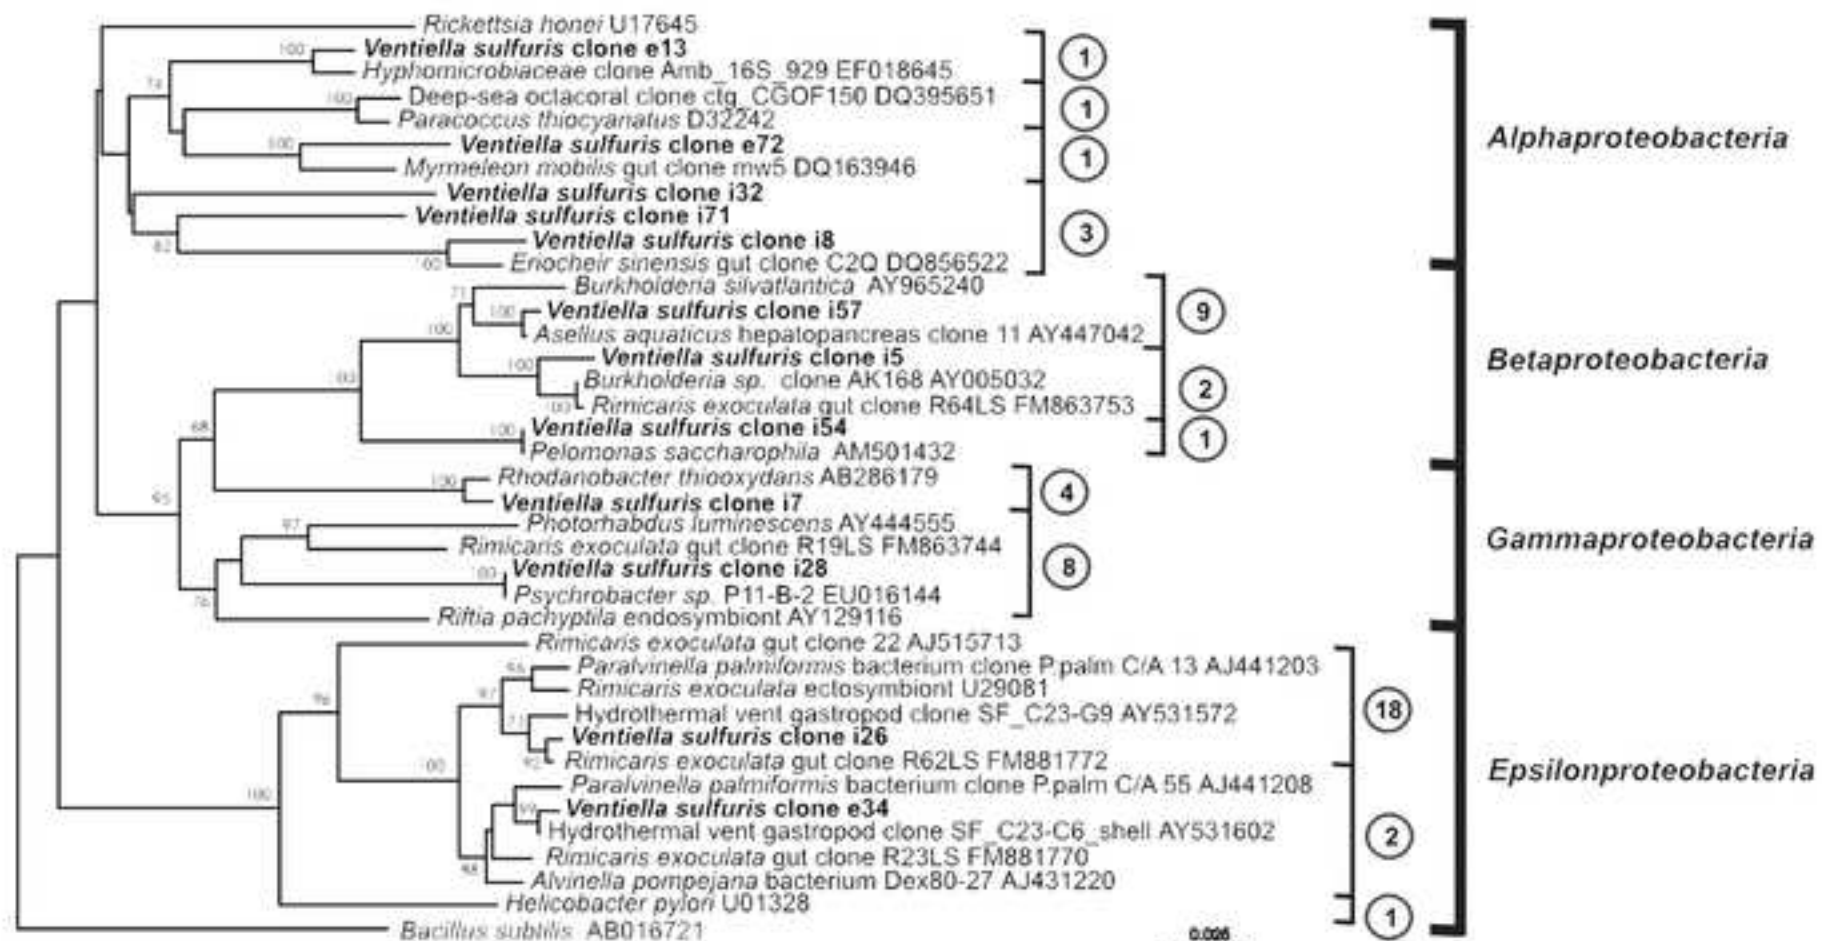 Rickettsia honei U17645
100 Ventiella sulfuris clone e13
Hyphomicrobiaceae clone Amb_16S_929 EF018645
1
74
100 Deep-sea octacoral clone ctg_CGOF150 DQ395651
Paracoccus thiocyanatus D32242
1
100 Ventiella sulfuris clone e72
Myrmeleon mobilis gut clone mw5 DQ163946
1
Alphaproteobacteria
Ventiella sulfuris clone i32
Ventiella sulfuris clone i71
3
Ventiella sulfuris clone i8
Eriocheir sinensis gut clone C2Q DQ856522
Burkholderia silvatlantica AY965240
100 Ventiella sulfuris clone i57
9
Asellus aquaticus hepatopancreas clone 11 AY447042
100
Ventiella sulfuris clone i5
100
Betaproteobacteria
Burkholderia sp. clone AK168 AY005032
2
Rimicaris exoculata gut clone R64LS FM863753
68
100 Ventiella sulfuris clone i54
1
Pelomonas saccharophila AM501432
Rhodanobacter thiooxydans AB286179
100
4
95
Ventiella sulfuris clone i7
Photorhabdus luminescens AY444555
97
Gammaproteobacteria
Rimicaris exoculata gut clone R19LS FM863744
Ventiella sulfuris clone i28
8
Psychrobacter sp. P11-B-2 EU016144
76
Riftia pachyptila endosymbiont AY129116
Rimicaris exoculata gut clone 22 AJ515713
Paralvinella palmiformis bacterium clone P.palm C/A 13 AJ441203
96
Rimicaris exoculata ectosymbiont U29081
97
96
18
Hydrothermal vent gastropod clone SF_C23-G9 AY531572
Ventiella sulfuris clone i26
Rimicaris exoculata gut clone R62LS FM881772
Epsilonproteobacteria
Paralvinella palmiformis bacterium clone P.palm C/A 55 AJ441208
100
99 Ventiella sulfuris clone e34
Hydrothermal vent gastropod clone SF_C23-C6_shell AY531602
2
Rimicaris exoculata gut clone R23LS FM881770
Alvinella pompejana bacterium Dex80-27 AJ431220
Helicobacter pylori U01328
1
Bacillus subtilis AB016721